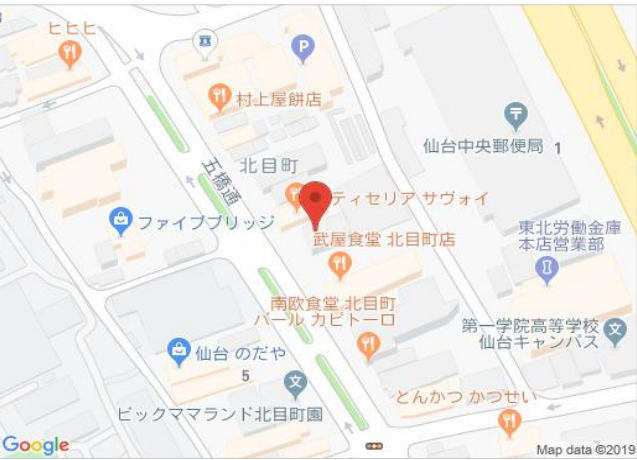 ヒヒヒ
P
村上屋餅店
〒
仙台中央郵便局 1
北目町
五橋通
ティセリア サヴォイ
ファイブブリッジ
武屋食堂 北目町店
東北労働金庫
本店営業部
南欧食堂 北目町
バール カピトーロ
第一学院高等学校
仙台キャンパス
文
仙台 のだや
5
文
とんかつ かつせい
ビックママランド北目町園
Google
Map data ©2019